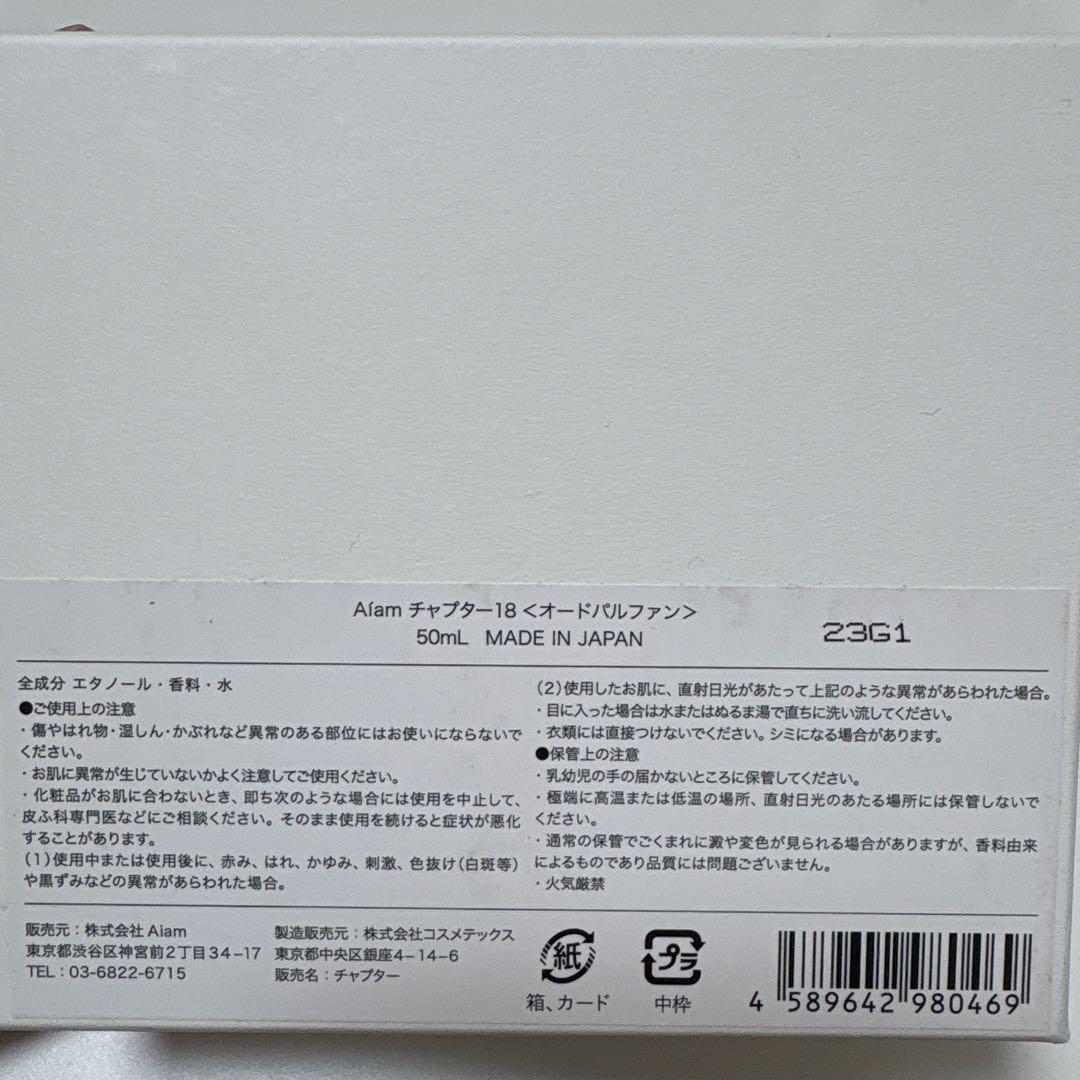 Aíam チャプター18 <オードパルファン>
50mL MADE IN JAPAN
23G1
全成分 エタノール・香料・水
●ご使用上の注意
・傷やはれ物・湿しん・かぶれなど異常のある部位にはお使いにならないで
ください。
・お肌に異常が生じていないかよく注意してご使用ください。
・化粧品がお肌に合わないとき、即ち次のような場合には使用を中止して、
皮ふ科専門医などにご相談ください。そのまま使用を続けると症状が悪化
することがあります。
(1)使用中または使用後に、赤み、はれ、かゆみ、刺激、色抜け(白斑等)
や黒ずみなどの異常があらわれた場合。
(2)使用したお肌に、直射日光があたって上記のような異常があらわれた場合。
・目に入った場合は水またはぬるま湯で直ちに洗い流してください。
・衣類には直接つけないでください。シミになる場合があります。
●保管上の注意
・乳幼児の手の届かないところに保管してください。
・極端に高温または低温の場所、直射日光のあたる場所には保管しないで
ください。
・通常の保管でごくまれに澱や変色が見られる場合がありますが、香料由来
によるものであり品質には問題ございません。
・火気厳禁
販売元：株式会社 Aiam
東京都渋谷区神宮前2丁目34-17
TEL：03-6822-6715
製造販売元：株式会社コスメテックス
東京都中央区銀座4-14-6
販売名：チャプター
紙
箱、カード
プラ
中枠
4 589642 980469